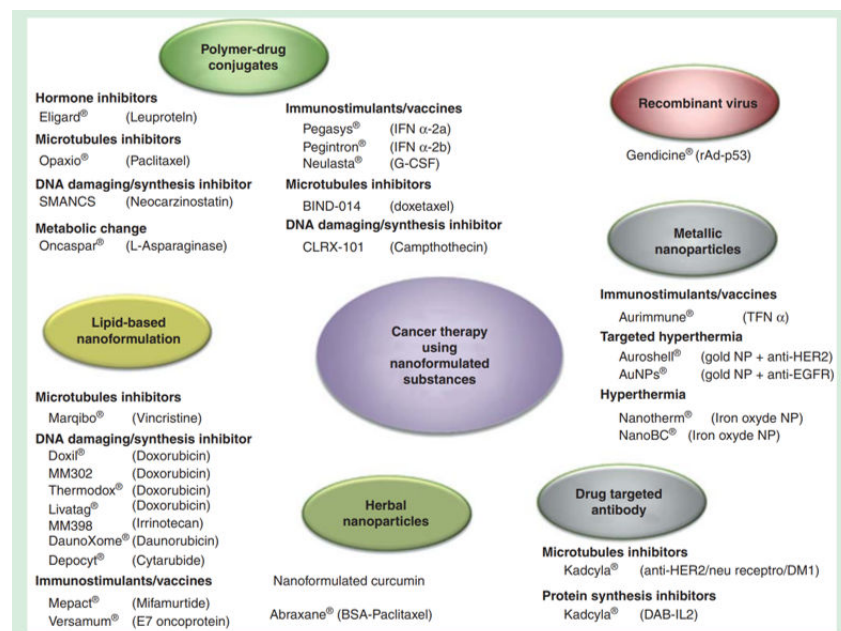 Polymer-drug
conjugates
Hormone inhibitors
Eligard® (Leuproteln)
Microtubules inhibitors
Opaxio® (Paclitaxel)
DNA damaging/synthesis inhibitor
SMANCS (Neocarzinostatin)
Metabolic change
Oncaspar® (L-Asparaginase)
Immunostimulants/vaccines
Pegasys® (IFN α-2a)
Pegintron® (IFN α-2b)
Neulasta® (G-CSF)
Microtubules inhibitors
BIND-014 (doxetaxel)
DNA damaging/synthesis inhibitor
CLRX-101 (Campthothecin)
Recombinant virus
Gendicine® (rAd-p53)
Metallic
nanoparticles
Immunostimulants/vaccines
Aurimmune® (TFN α)
Targeted hyperthermia
Auroshell® (gold NP + anti-HER2)
AuNPs® (gold NP + anti-EGFR)
Hyperthermia
Nanotherm® (Iron oxyde NP)
NanoBC® (Iron oxyde NP)
Cancer therapy
using
nanoformulated
substances
Lipid-based
nanoformulation
Microtubules inhibitors
Marqibo® (Vincristine)
DNA damaging/synthesis inhibitor
Doxil® (Doxorubicin)
MM302 (Doxorubicin)
Thermodox® (Doxorubicin)
Livatag® (Doxorubicin)
MM398 (Irrinotecan)
DaunoXome® (Daunorubicin)
Depocyt® (Cytarubide)
Immunostimulants/vaccines
Mepact® (Mifamurtide)
Versamum® (E7 oncoprotein)
Herbal
nanoparticles
Nanoformulated curcumin
Abraxane® (BSA-Paclitaxel)
Drug targeted
antibody
Microtubules inhibitors
Kadcyla® (anti-HER2/neu receptro/DM1)
Protein synthesis inhibitors
Kadcyla® (DAB-IL2)